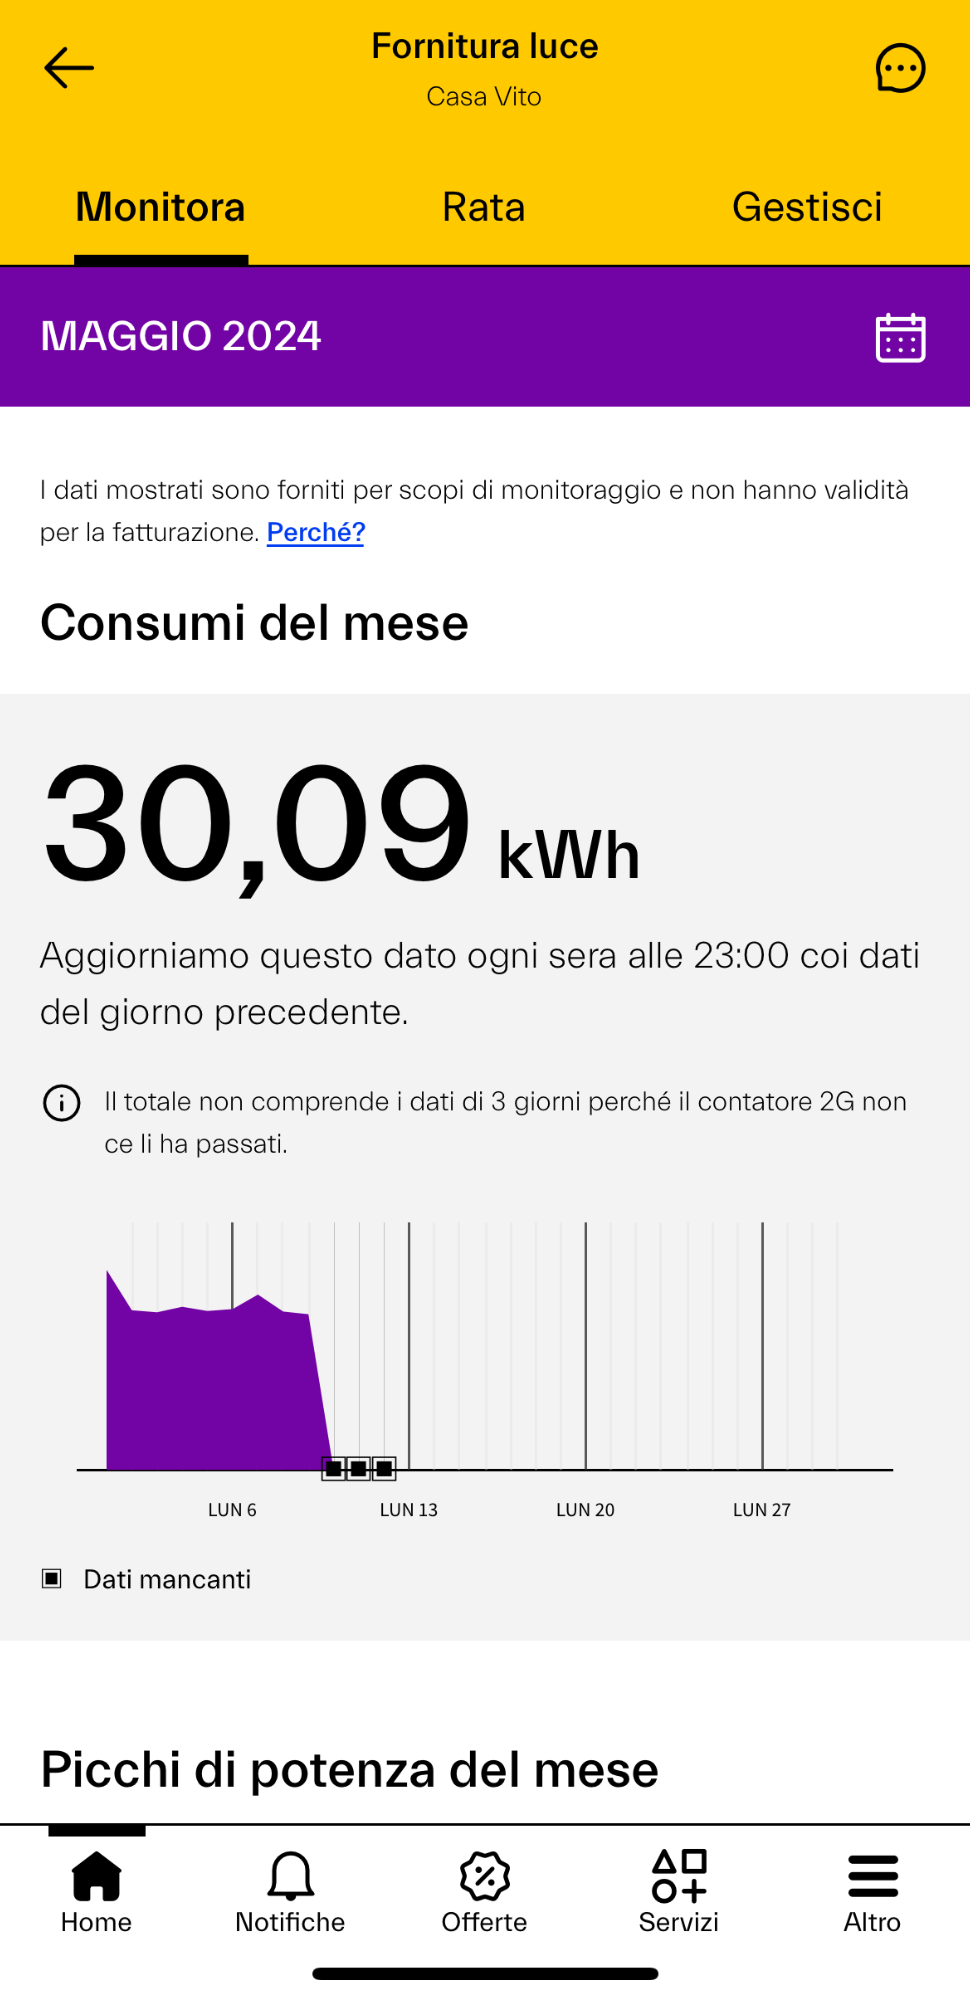 Fornitura luce
Casa Vito
Monitora
Rata
Gestisci
MAGGIO 2024
I dati mostrati sono forniti per scopi di monitoraggio e non hanno validità
per la fatturazione. Perché?
Consumi del mese
30,09 kWh
Aggiorniamo questo dato ogni sera alle 23:00 coi dati
del giorno precedente.
Il totale non comprende i dati di 3 giorni perché il contatore 2G non
ce li ha passati.
LUN 6
LUN 13
LUN 20
LUN 27
Dati mancanti
Picchi di potenza del mese
Home
Notifiche
Offerte
Servizi
Altro